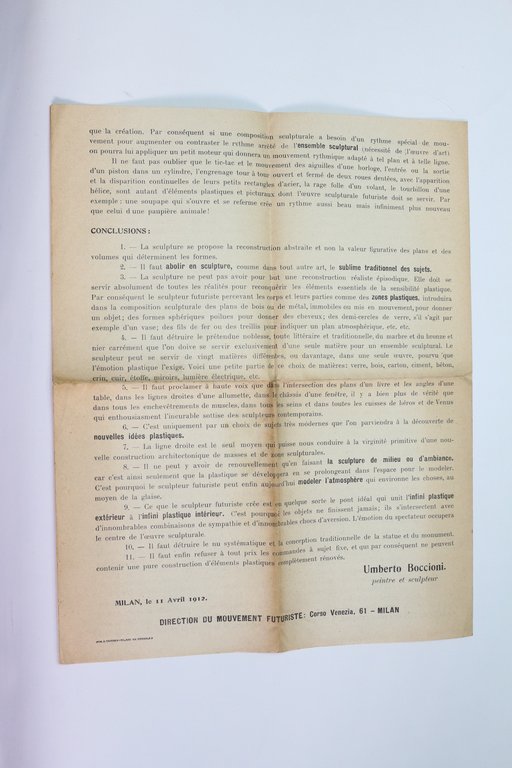 que la création. Par conséquent si une composition sculpturale a besoin d'un rythme spécial de mou-
vement pour augmenter ou contraster le rythme arrêté de l'ensemble sculptural (nécessité de l'œuvre d'art)
on pourra lui appliquer un petit moteur qui donnera un mouvement rythmique adapté à tel plan et à telle ligne.
Il ne faut pas oublier que le tic-tac et le mouvement des aiguilles d'une horloge, l'entrée ou la sortie
d'un piston dans un cylindre, l'engrenage tour à tour ouvert et fermé de deux roues dentées, avec l'apparition
et la disparition continuelles de leurs petits rectangles d'acier, la rage folle d'un volant, le tourbillon d'une
hélice, sont autant d'éléments plastiques et picturaux dont l'œuvre sculpturale futuriste doit se servir. Par
exemple : une soupape qui s'ouvre et se referme crée un rythme aussi beau mais infiniment plus nouveau
que celui d'une paupière animale!
CONCLUSIONS :
1. — La sculpture se propose la reconstruction abstraite et non la valeur figurative des plans et des
volumes qui déterminent les formes.
2. — Il faut abolir en sculpture, comme dans tout autre art, le sublime traditionnel des sujets.
3. — La sculpture ne peut pas avoir pour but une reconstruction réaliste épisodique. Elle doit se
servir absolument de toutes les réalités pour reconquérir les éléments essentiels de la sensibilité plastique.
Par conséquent le sculpteur futuriste percevant les corps et leurs parties comme des zones plastiques, introduira
dans la composition sculpturale des plans de bois ou de métal, immobiles ou mis en mouvement, pour donner
un objet; des formes sphériques poilues pour donner des cheveux; des demi-cercles de verre, s'il s'agit par
exemple d'un vase; des fils de fer ou des treillis pour indiquer un plan atmosphérique, etc. etc.
4. — Il faut détruire la prétendue noblesse, toute littéraire et traditionnelle, du marbre et du bronze et
nier carrément que l'on doive se servir exclusivement d'une seule matière pour un ensemble sculptural. Le
sculpteur peut se servir de vingt matières différentes, ou davantage, dans une seule œuvre, pourvu que
l'émotion plastique l'exige. Voici une petite partie de ce choix de matières: verre, bois, carton, ciment, béton,
crin, cuir, étoffe, miroirs, lumière électrique, etc.
5. — Il faut proclamer à haute voix que dans l'intersection des plans d'un livre et les angles d'une
table, dans les lignes droites d'une allumette, dans le châssis d'une fenêtre, il y a bien plus de vérité que
dans tous les enchevêtrements de muscles, dans tous les seins et dans toutes les cuisses de héros et de Vénus
qui enthousiasment l'incurable sottise des sculpteurs contemporains.
6. — C'est uniquement par un choix de sujets très modernes que l'on parviendra à la découverte de
nouvelles idées plastiques.
7. — La ligne droite est le seul moyen qui puisse nous conduire à la virginité primitive d'une nou-
velle construction architectonique de masses et de zones sculpturales.
8. — Il ne peut y avoir de renouvellement qu'en faisant la sculpture de milieu ou d'ambiance,
car c'est ainsi seulement que la plastique se développera en se prolongeant dans l'espace pour le modeler.
C'est pourquoi le sculpteur futuriste peut enfin aujourd'hui modeler l'atmosphère qui environne les choses, au
moyen de la glaise.
9. — Ce que le sculpteur futuriste crée est en quelque sorte le pont idéal qui unit l'infini plastique
extérieur à l'infini plastique intérieur. C'est pourquoi les objets ne finissent jamais; ils s'intersectent avec
d'innombrables combinaisons de sympathie et d'innombrables chocs d'aversion. L'émotion du spectateur occupera
le centre de l'œuvre sculpturale.
10. — Il faut détruire le nu systématique et la conception traditionnelle de la statue et du monument.
11. — Il faut enfin refuser à tout prix les commandes à sujet fixe, et qui par conséquent ne peuvent
contenir une pure construction d'éléments plastiques complètement rénovés.
Umberto Boccioni.
peintre et sculpteur
MILAN, le 11 Avril 1912.
DIRECTION DU MOUVEMENT FUTURISTE: Corso Venezia, 61 – MILAN